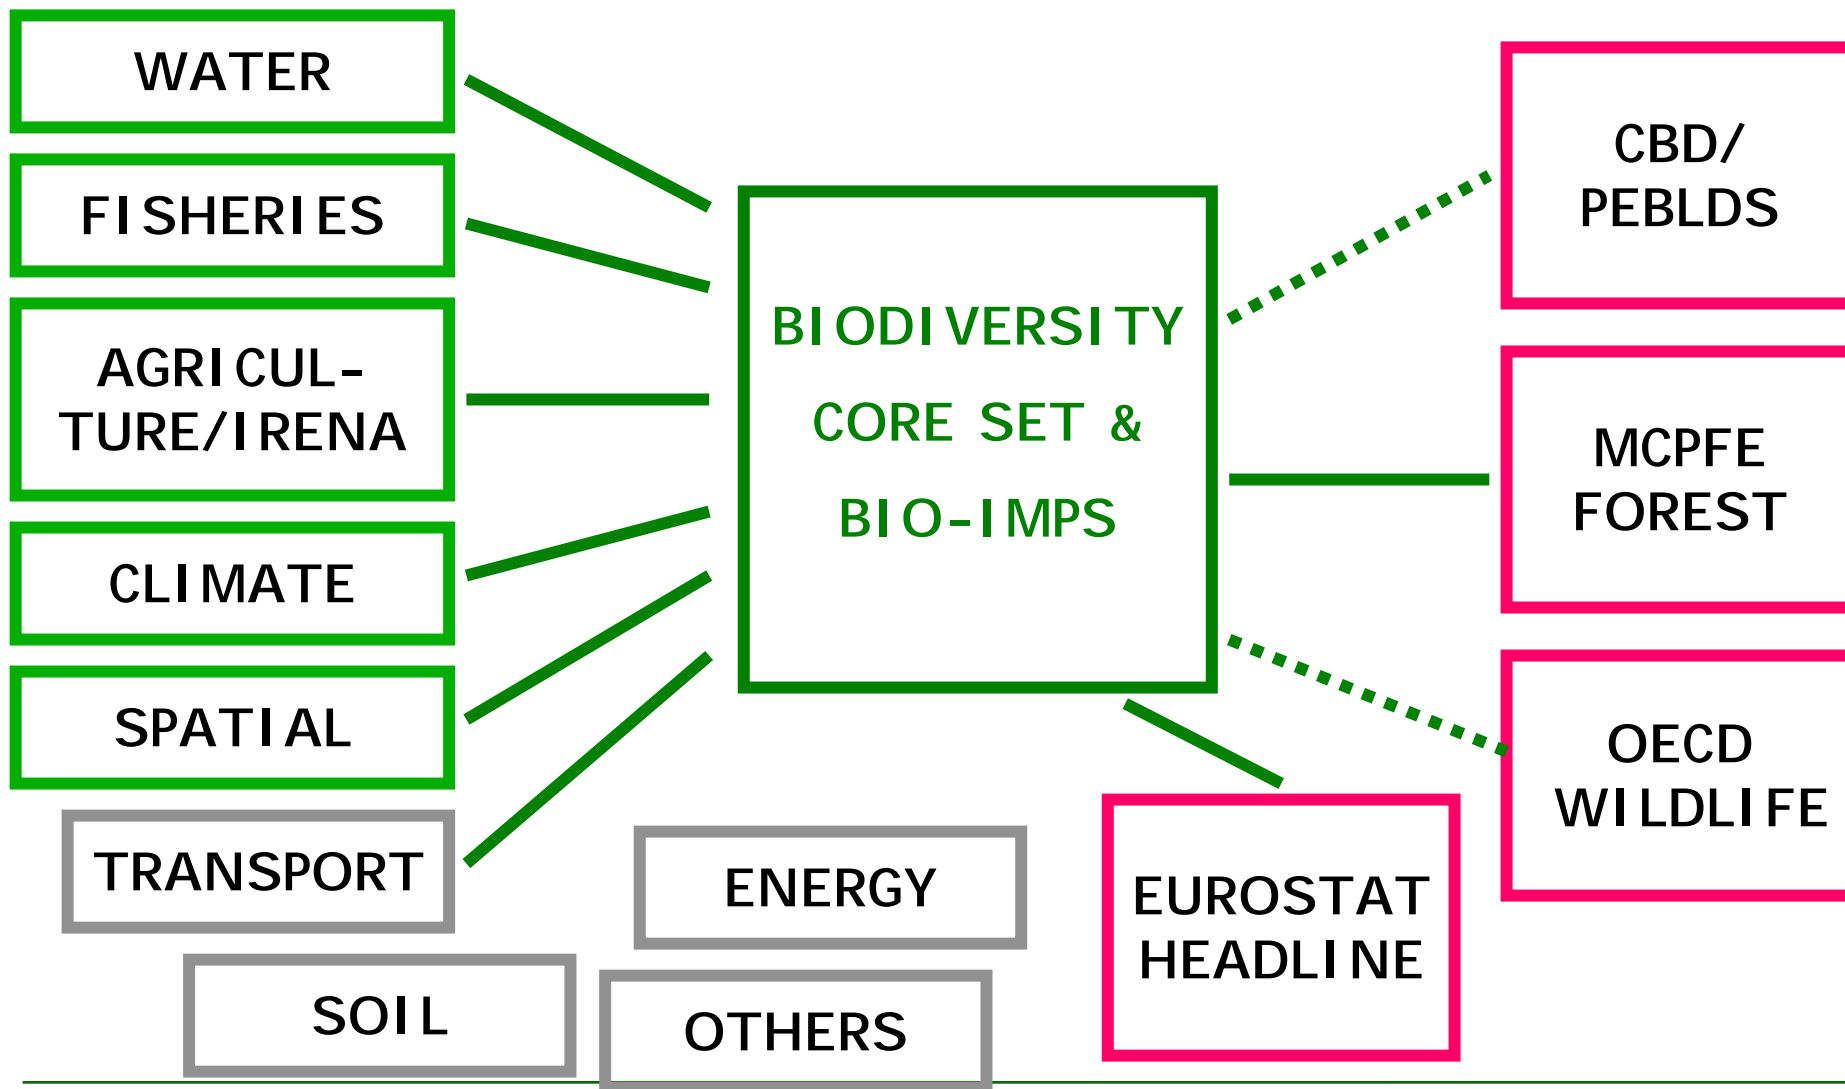 WATER
FISHERIES
AGRICUL-
TURE/IRENA
CLIMATE
SPATIAL
TRANSPORT
SOIL
ENERGY
OTHERS
BIODIVERSITY
CORE SET &
BIO-IMPS
CBD/
PEBLDS
MCPFE
FOREST
OECD
WILDLIFE
EUROSTAT
HEADLINE